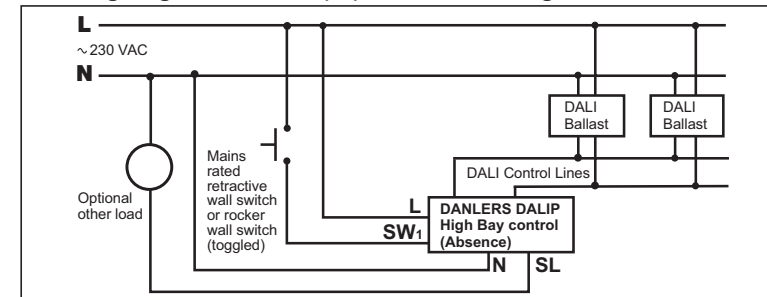 L
~230 VAC
N
DALI
Ballast
DALI
Ballast
Mains
rated
retractive
wall switch
or rocker
wall switch
(toggled)
Optional
other load
DALI Control Lines
L
SW1
DANLERS DALIP
High Bay control
(Absence)
N
SL